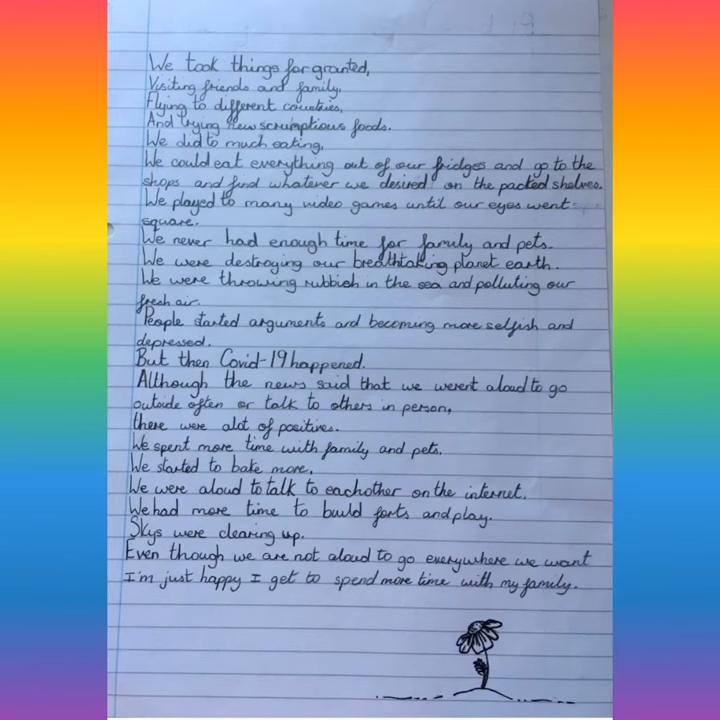 We took things for granted,
Visiting friends and family,
Flying to different countries,
And trying new scrumptious foods.
We did to much eating,
We could eat everything out of our fridges and go to the
shops and find whatever we desired on the packed shelves.
We played to many video games until our eyes went
square.
We never had enough time for family and pets.
We were destroying our breathtaking planet earth.
We were throwing rubbish in the sea and polluting our
fresh air.
People started arguments and becoming more selfish and
depressed.
But then Covid-19 happened.
Although the news said that we werent aloud to go
outside often or talk to others in person,
there were alot of positives.
We spent more time with family and pets.
We started to bake more.
We were aloud to talk to eachother on the internet.
We had more time to build forts and play.
Skys were clearing up.
Even though we are not aloud to go everywhere we want
I'm just happy I get to spend more time with my family.